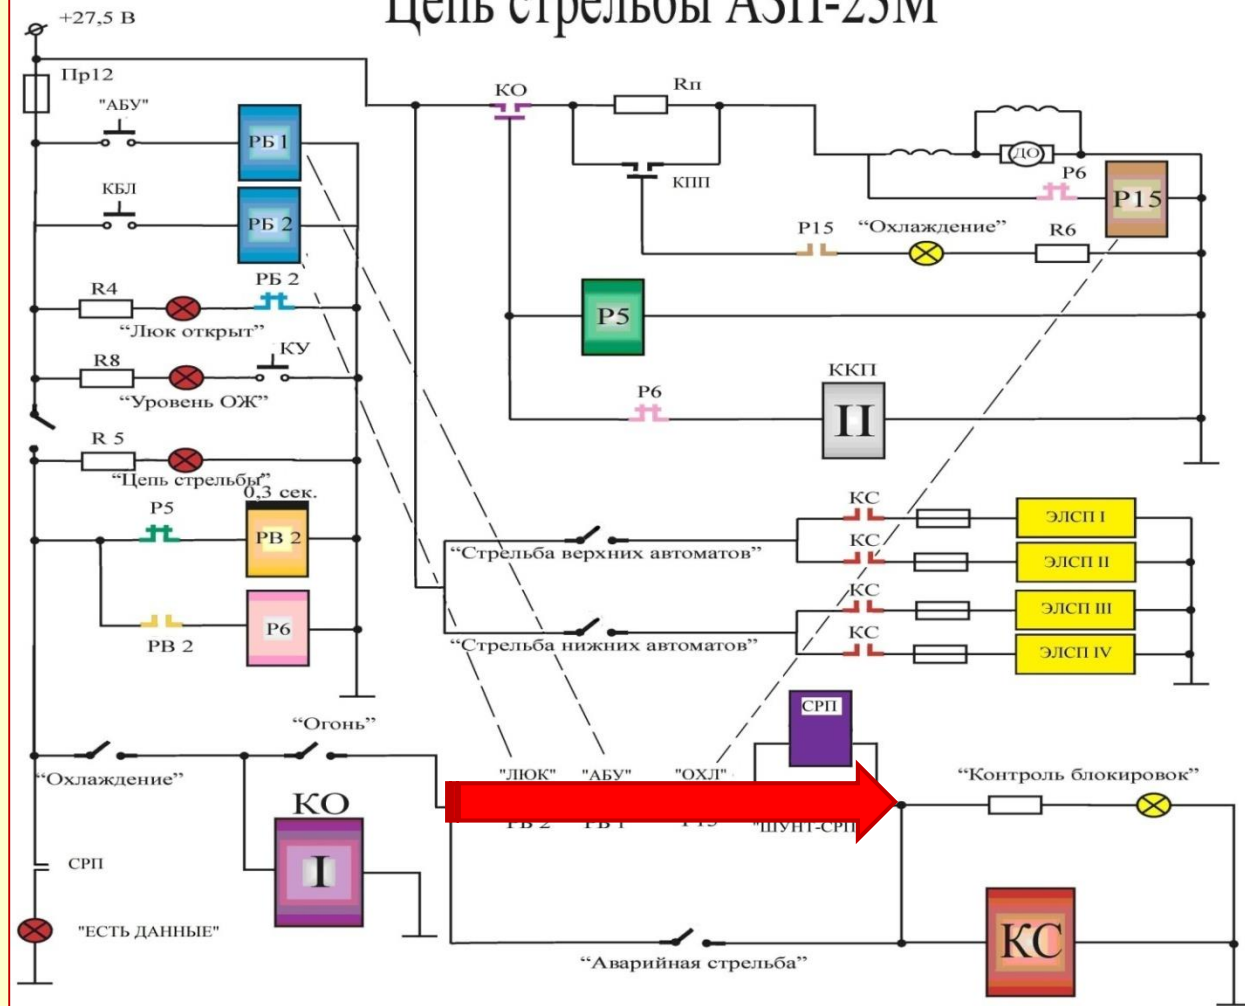 Цепь стрельбы АЗП-23М
+27,5 В
Пр12
"АБУ"
РБ 1
КБЛ
РБ 2
R4
РБ 2
“Люк открыт”
R8
КУ
“Уровень ОЖ”
R 5
“Цепь стрельбы”
0,3 сек.
Р5
РВ 2
РВ 2
Р6
КО
Rп
КПП
ДО
Р6
Р15
Р15
“Охлаждение”
R6
Р5
Р6
ККП
II
“Стрельба верхних автоматов”
КС
ЭЛСП I
КС
ЭЛСП II
“Стрельба нижних автоматов”
КС
ЭЛСП III
КС
ЭЛСП IV
“Охлаждение”
“Огонь”
КО
I
СРП
"ЕСТЬ ДАННЫЕ"
"ЛЮК"
"АБУ"
"ОХЛ"
СРП
"ШУНТ-СРП
“Контроль блокировок”
“Аварийная стрельба”
КС